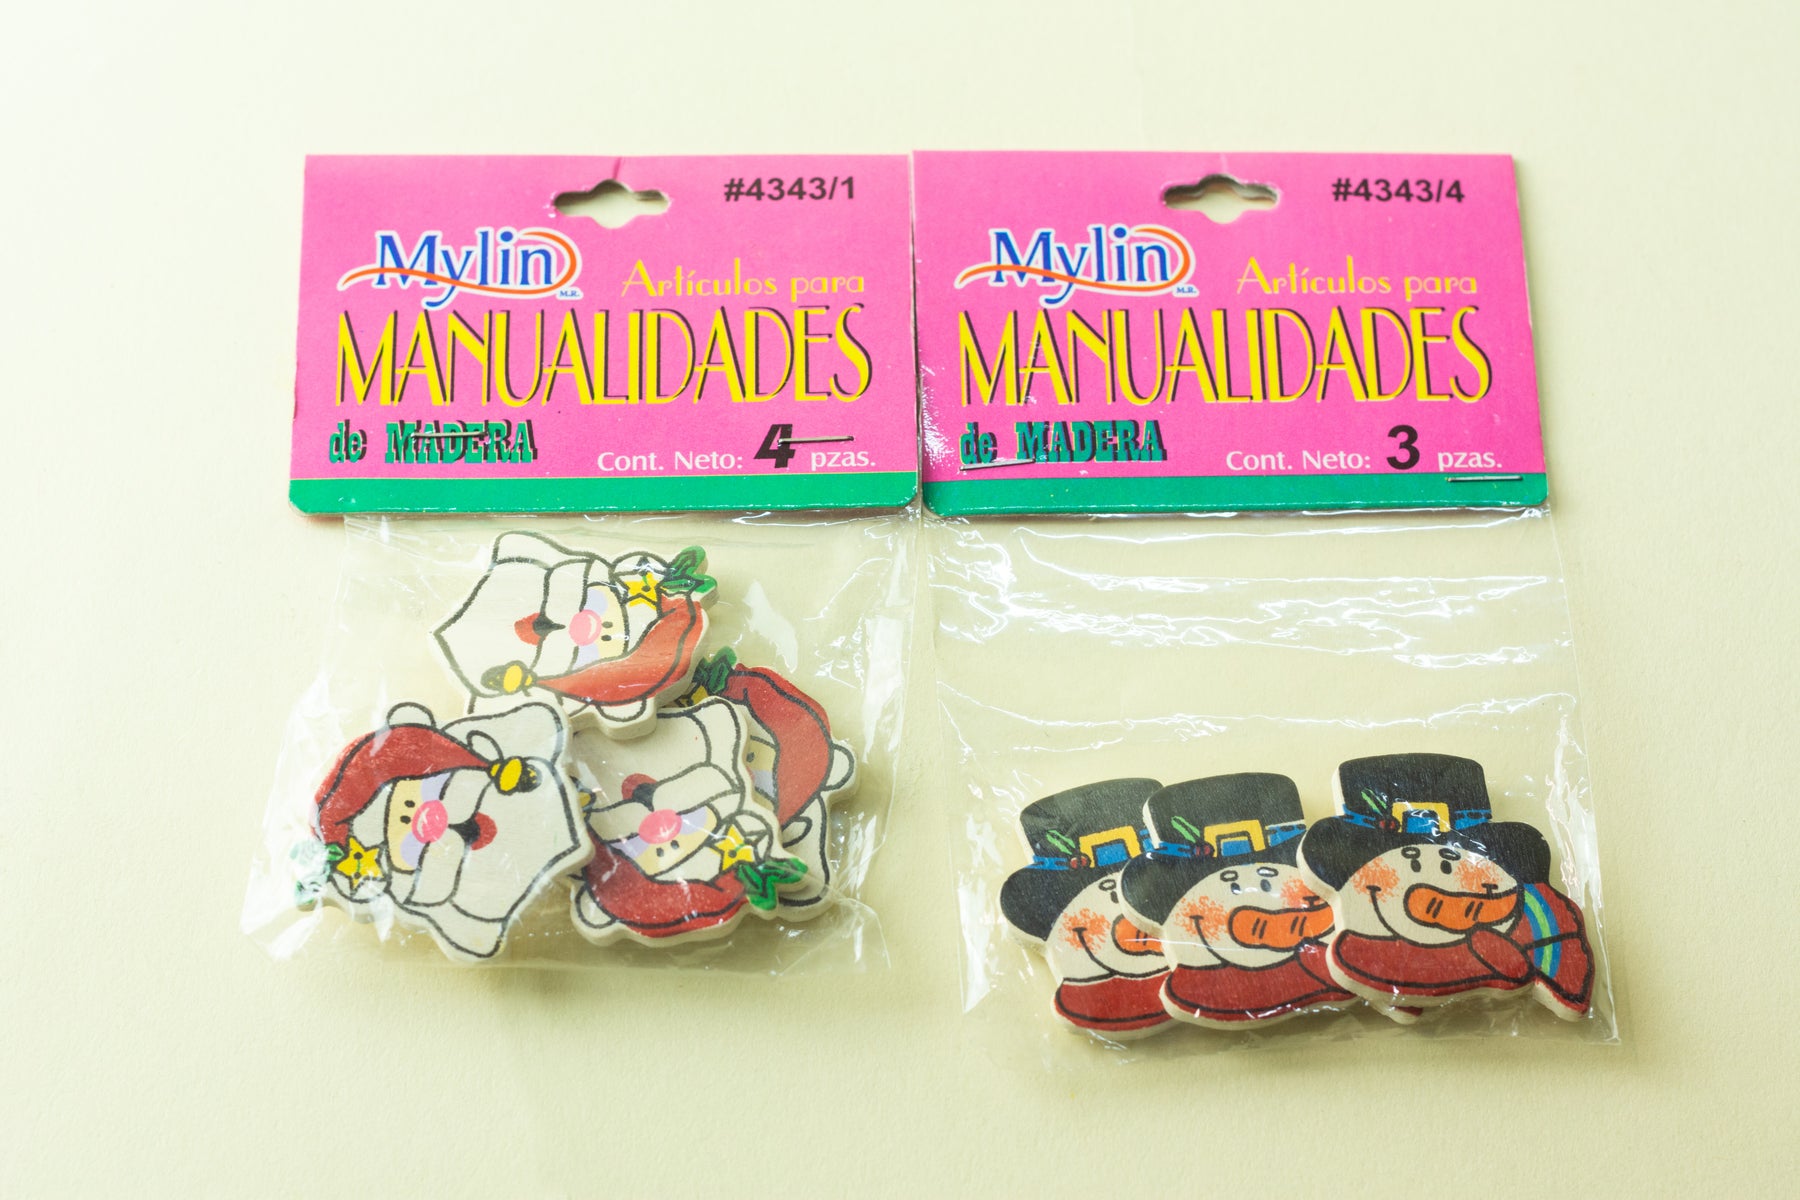 #4343/1
Mylin M.R.
Artículos para
MANUALIDADES
de MADERA
Cont. Neto: 4 pzas.
#4343/4
Mylin M.R.
Artículos para
MANUALIDADES
de MADERA
Cont. Neto: 3 pzas.